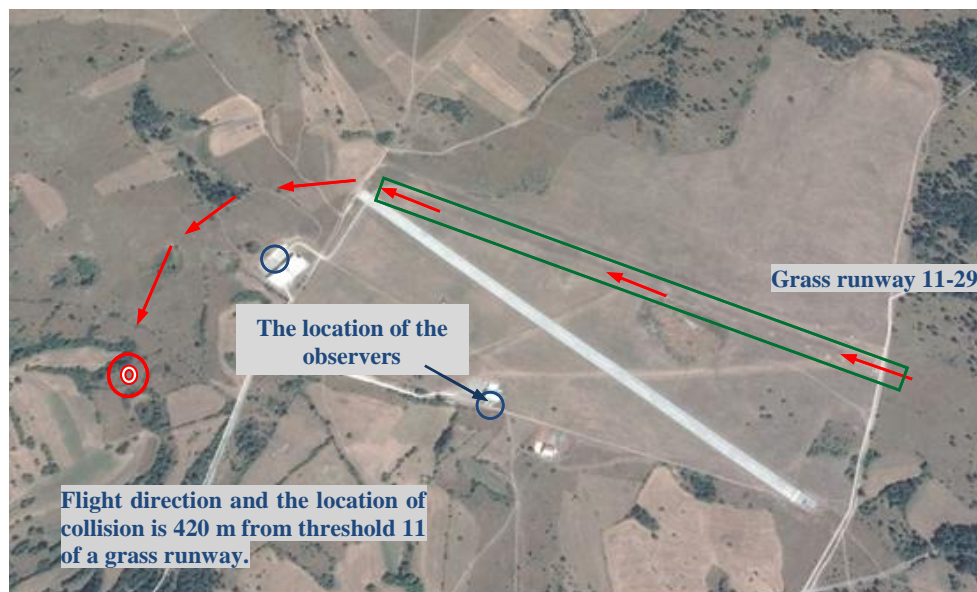 Grass runway 11-29
The location of the
observers
Flight direction and the location of
collision is 420 m from threshold 11
of a grass runway.